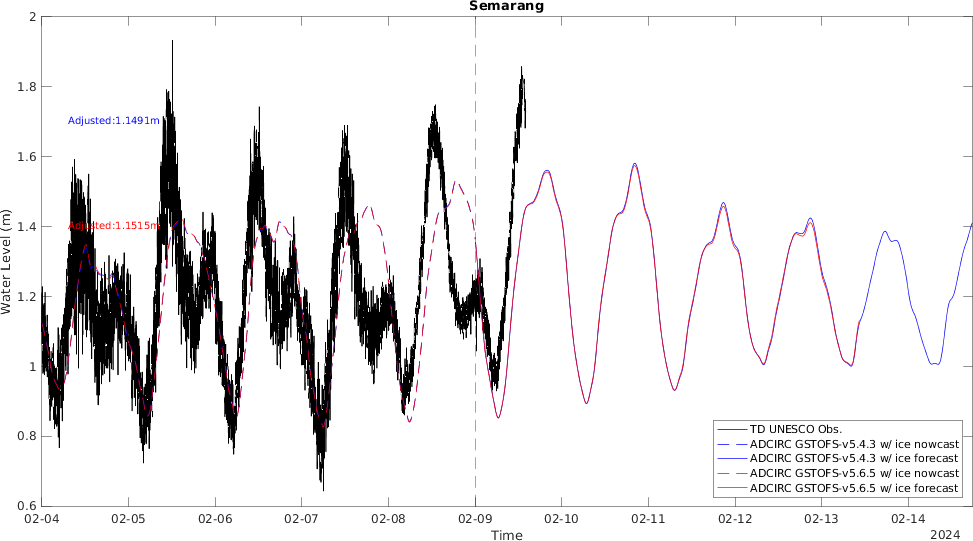 Semarang
2
1.8
1.6
1.4
1.2
1
0.8
0.6
Water Level (m)
Adjusted:1.1491m
Adjusted:1.1515m
TD UNESCO Obs.
ADCIRC GSTOFS-v5.4.3 w/ ice nowcast
ADCIRC GSTOFS-v5.4.3 w/ ice forecast
ADCIRC GSTOFS-v5.6.5 w/ ice nowcast
ADCIRC GSTOFS-v5.6.5 w/ ice forecast
02-04 02-05 02-06 02-07 02-08 02-09 02-10 02-11 02-12 02-13 02-14
Time
2024